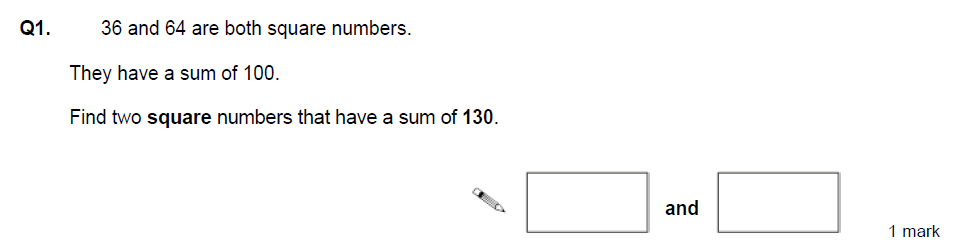 Q1. 36 and 64 are both square numbers.
They have a sum of 100.
Find two square numbers that have a sum of 130.
and
1 mark